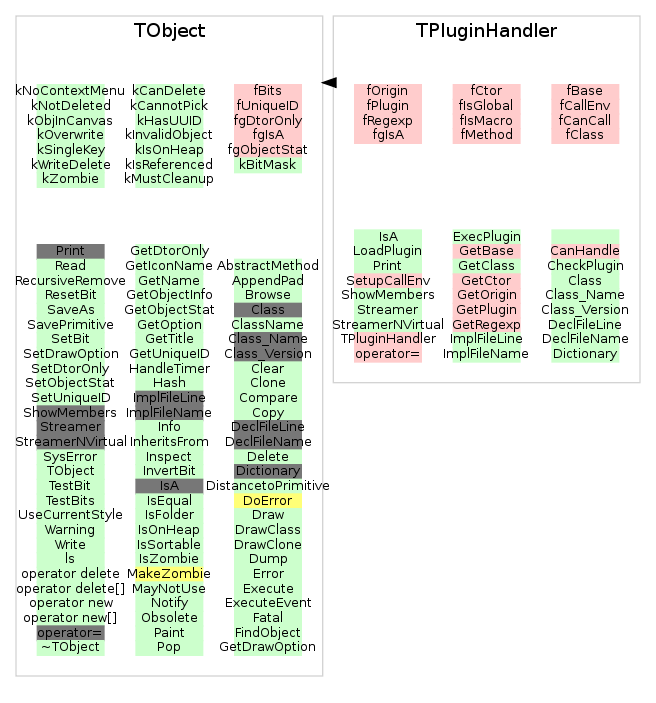 TObject
kNoContextMenu
kNotDeleted
kObjInCanvas
kOverwrite
kSingleKey
kWriteDelete
kZombie
kCanDelete
kCannotPick
kHasUUID
kInvalidObject
kIsOnHeap
kIsReferenced
kMustCleanup
fBits
fUniqueID
fgDtorOnly
fgIsA
fgObjectStat
kBitMask
Print
Read
RecursiveRemove
ResetBit
SaveAs
SavePrimitive
SetBit
SetDrawOption
SetDtorOnly
SetObjectStat
SetUniqueID
ShowMembers
Streamer
StreamerNVirtual
SysError
TObject
TestBit
TestBits
UseCurrentStyle
Warning
Write
ls
operator delete
operator delete[]
operator new
operator new[]
operator=
~TObject
GetDtorOnly
GetIconName
GetName
GetObjectInfo
GetObjectStat
GetOption
GetTitle
GetUniqueID
HandleTimer
Hash
ImplFileLine
ImplFileName
Info
InheritsFrom
Inspect
InvertBit
IsA
IsEqual
IsFolder
IsOnHeap
IsSortable
IsZombie
MakeZombie
MayNotUse
Notify
Obsolete
Paint
Pop
AbstractMethod
AppendPad
Browse
Class
ClassName
Class_Name
Class_Version
Clear
Clone
Compare
Copy
DeclFileLine
DeclFileName
Delete
Dictionary
DistancetoPrimitive
DoError
Draw
DrawClass
DrawClone
Dump
Error
Execute
ExecuteEvent
Fatal
FindObject
GetDrawOption
TPluginHandler
fOrigin
fPlugin
fRegexp
fgIsA
fCtor
fIsGlobal
fIsMacro
fMethod
fBase
fCallEnv
fCanCall
fClass
IsA
LoadPlugin
Print
SetupCallEnv
ShowMembers
Streamer
StreamerNVirtual
TPluginHandler
operator=
ExecPlugin
GetBase
GetClass
GetCtor
GetOrigin
GetPlugin
GetRegexp
ImplFileLine
ImplFileName
CanHandle
CheckPlugin
Class
Class_Name
Class_Version
DeclFileLine
DeclFileName
Dictionary